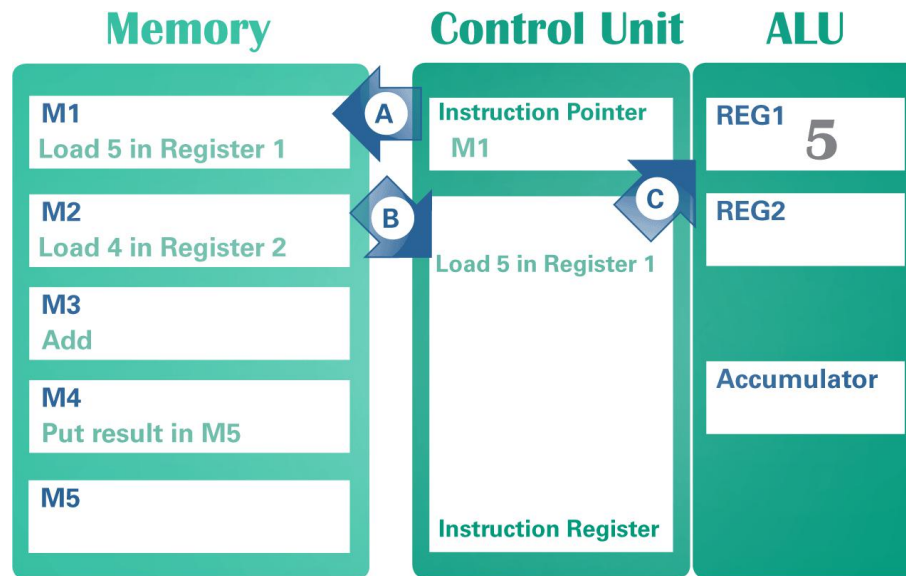 Memory
Control Unit
ALU
M1
Load 5 in Register 1
M2
Load 4 in Register 2
M3
Add
M4
Put result in M5
M5
A
B
Instruction Pointer
M1
C
Load 5 in Register 1
Instruction Register
REG1
5
REG2
Accumulator